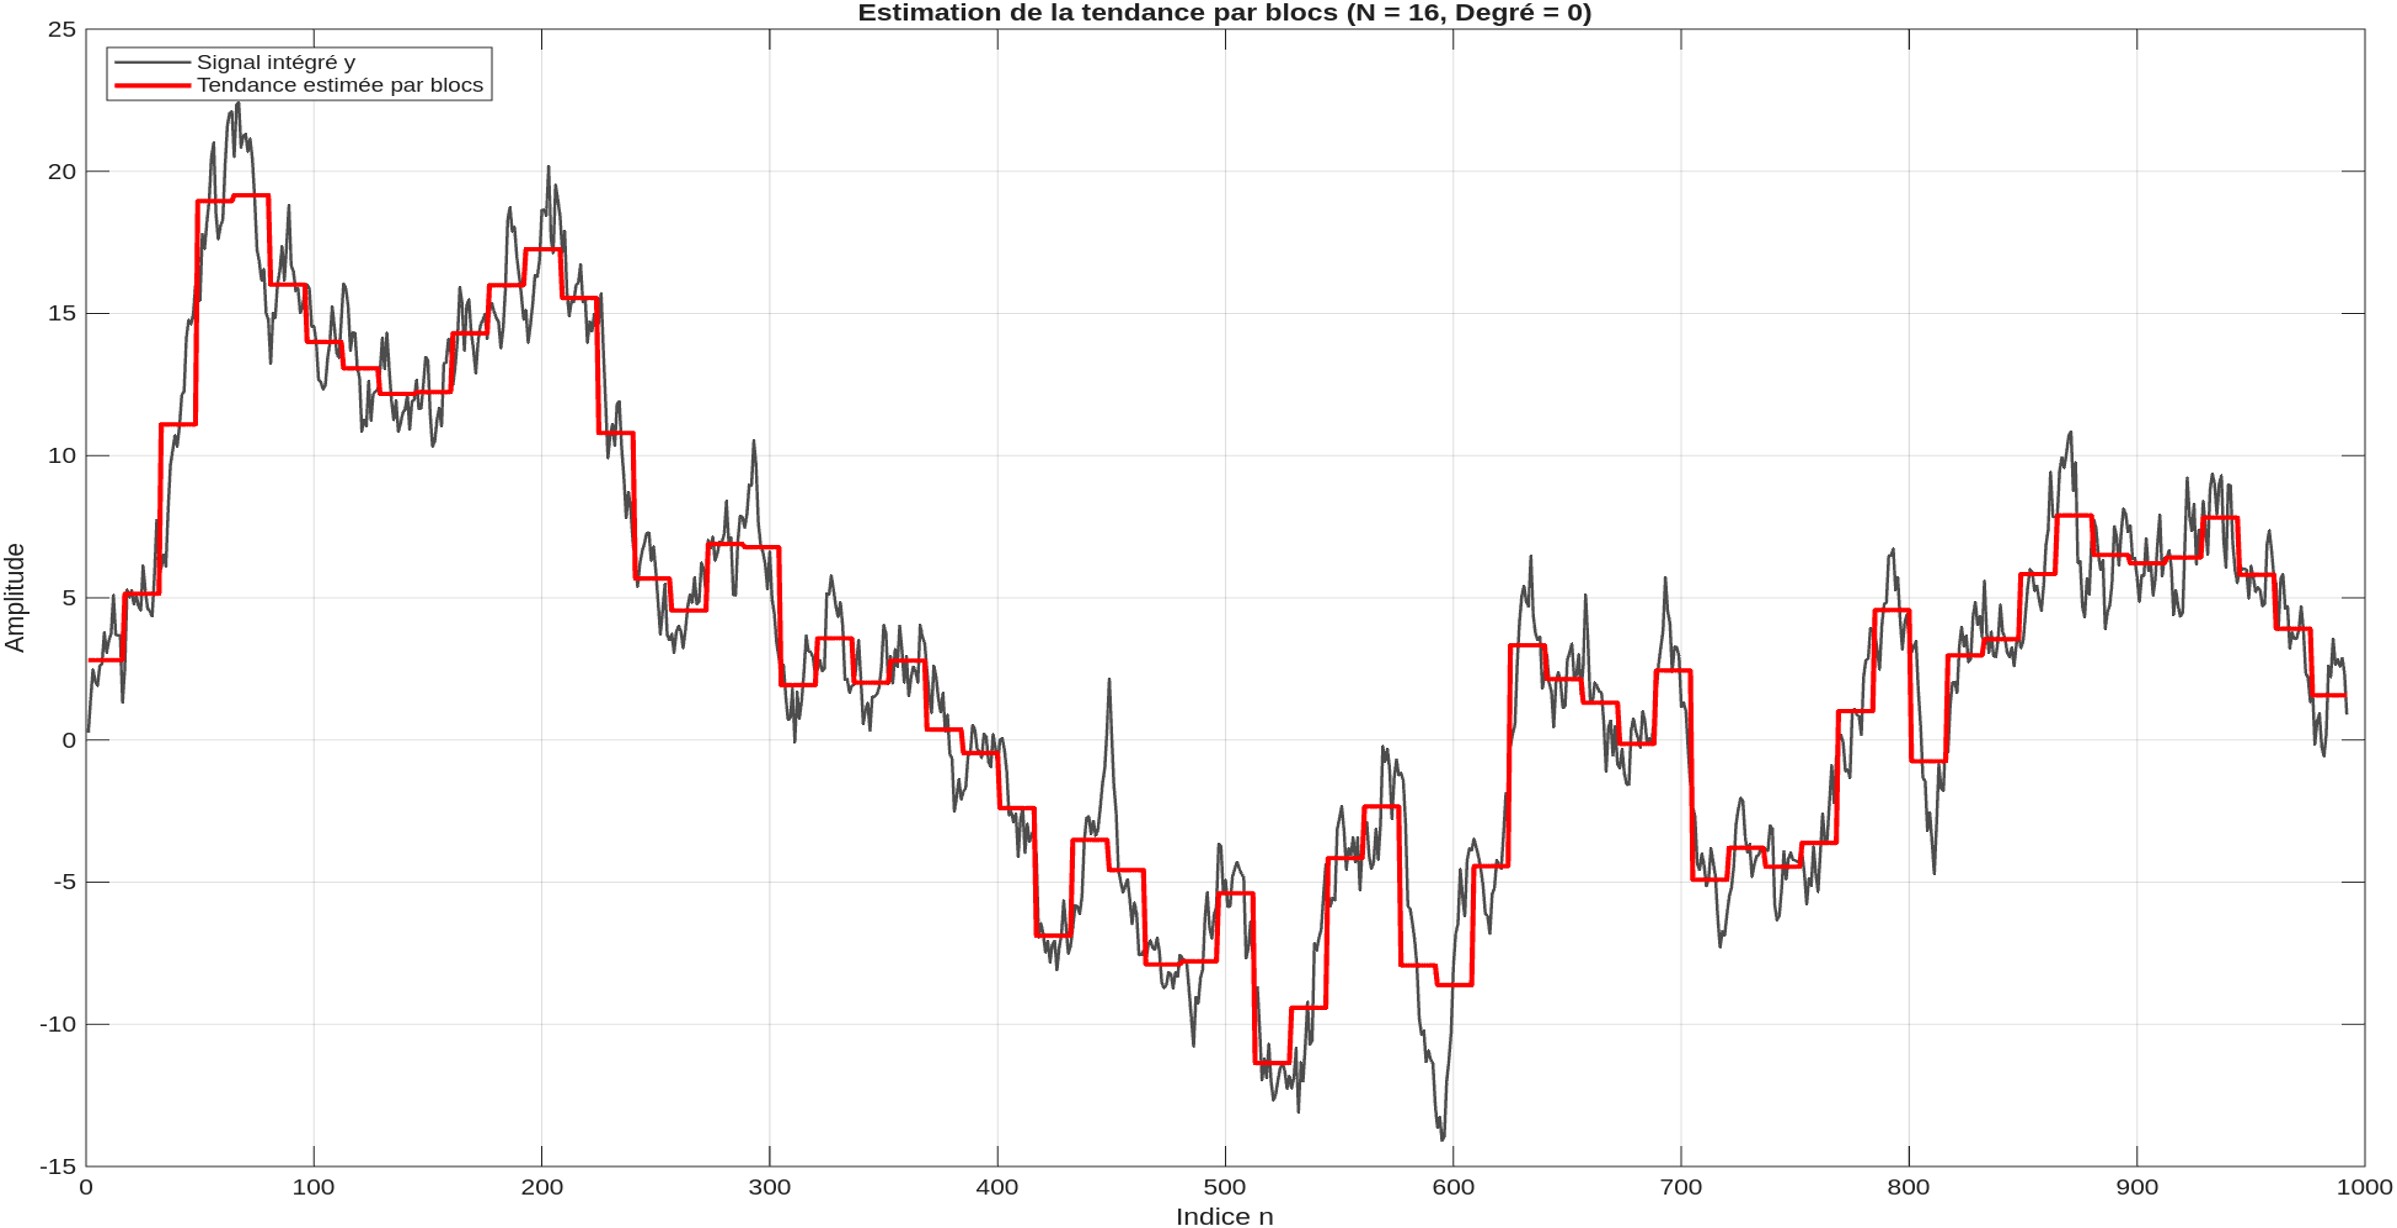 Estimation de la tendance par blocs (N = 16, Degré = 0)
Signal intégré y
Tendance estimée par blocs
25
20
15
10
5
0
-5
-10
-15
Amplitude
0 100 200 300 400 500 600 700 800 900 1000
Indice n